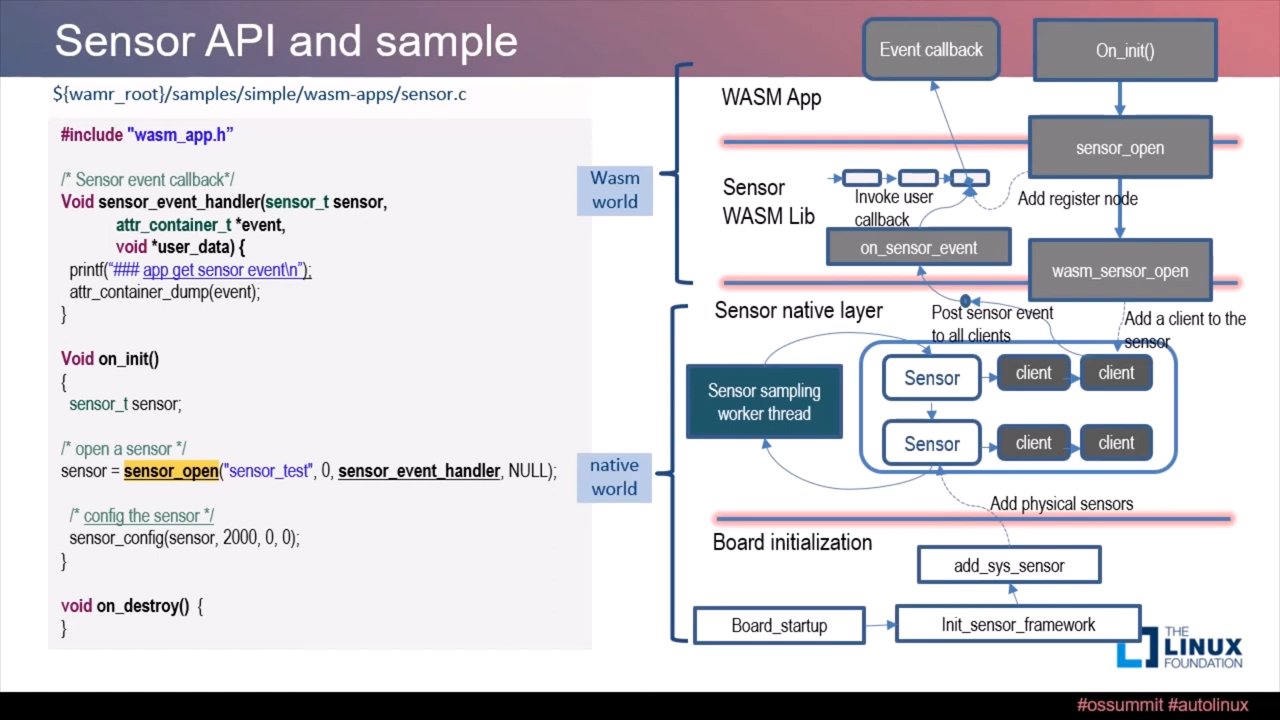 Sensor API and sample
${wamr_root}/samples/simple/wasm-apps/sensor.c
#include "wasm_app.h”
/* Sensor event callback*/
Void sensor_event_handler(sensor_t sensor,
attr_container_t *event,
void *user_data) {
printf(“### app get sensor event\n”);
attr_container_dump(event);
}
Void on_init()
{
sensor_t sensor;
/* open a sensor */
sensor = sensor_open("sensor_test", 0, sensor_event_handler, NULL);
/* config the sensor */
sensor_config(sensor, 2000, 0, 0);
}
void on_destroy() {
}
Wasm
world
native
world
Event callback
On_init()
WASM App
sensor_open
Sensor
WASM Lib
Invoke user
callback
Add register node
on_sensor_event
wasm_sensor_open
Sensor native layer
Post sensor event
to all clients
Add a client to the
sensor
Sensor sampling
worker thread
Sensor
client
client
Sensor
client
client
Add physical sensors
Board initialization
add_sys_sensor
Board_startup
Init_sensor_framework
THE
LINUX
FOUNDATION
#ossummit #autolinux